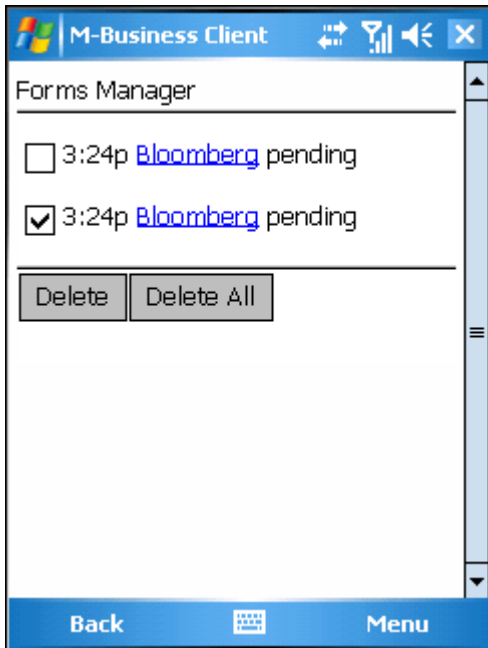 M-Business Client
Forms Manager
3:24p Bloomberg pending
3:24p Bloomberg pending
Delete Delete All
Back Menu